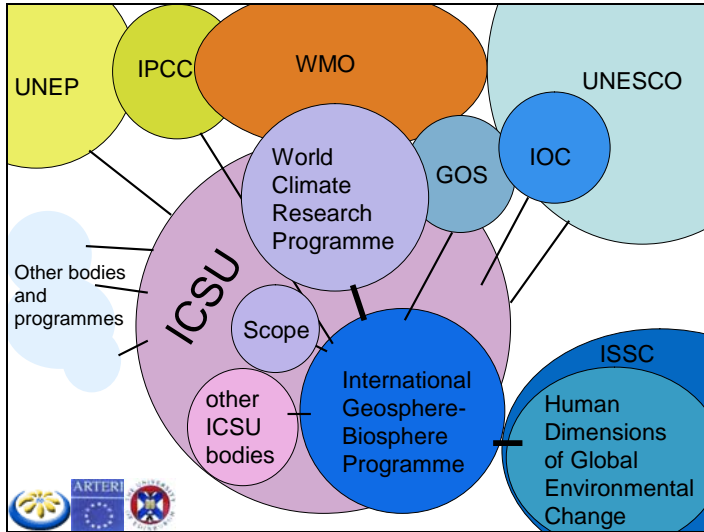 UNEP
IPCC
WMO
UNESCO
World
Climate
Research
Programme
GOS
IOC
Other bodies
and
programmes
ICSU
Scope
other
ICSU
bodies
International
Geosphere-
Biosphere
Programme
ISSC
Human
Dimensions
of Global
Environmental
Change
ARTERI